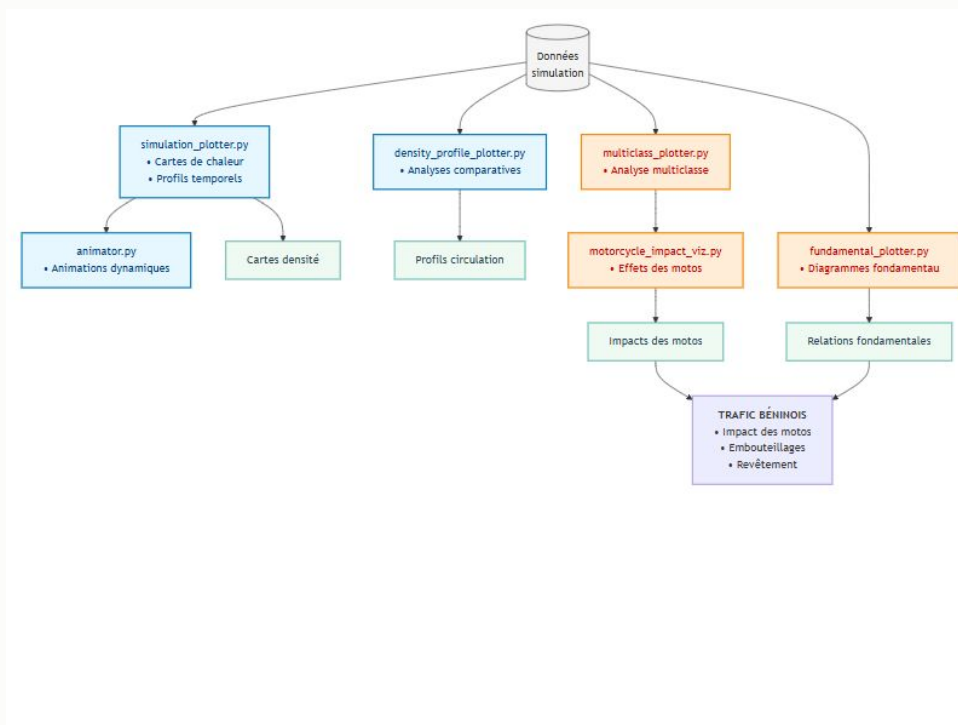 Données
simulation
simulation_plotter.py
• Cartes de chaleur
• Profils temporels
density_profile_plotter.py
• Analyses comparatives
multiclass_plotter.py
• Analyse multiclasse
animator.py
• Animations dynamiques
Cartes densité
Profils circulation
motorcycle_impact_viz.py
• Effets des motos
fundamental_plotter.py
• Diagrammes fondamentau
Impacts des motos
Relations fondamentales
TRAFIC BÉNINOIS
• Impact des motos
• Embouteillages
• Revêtement